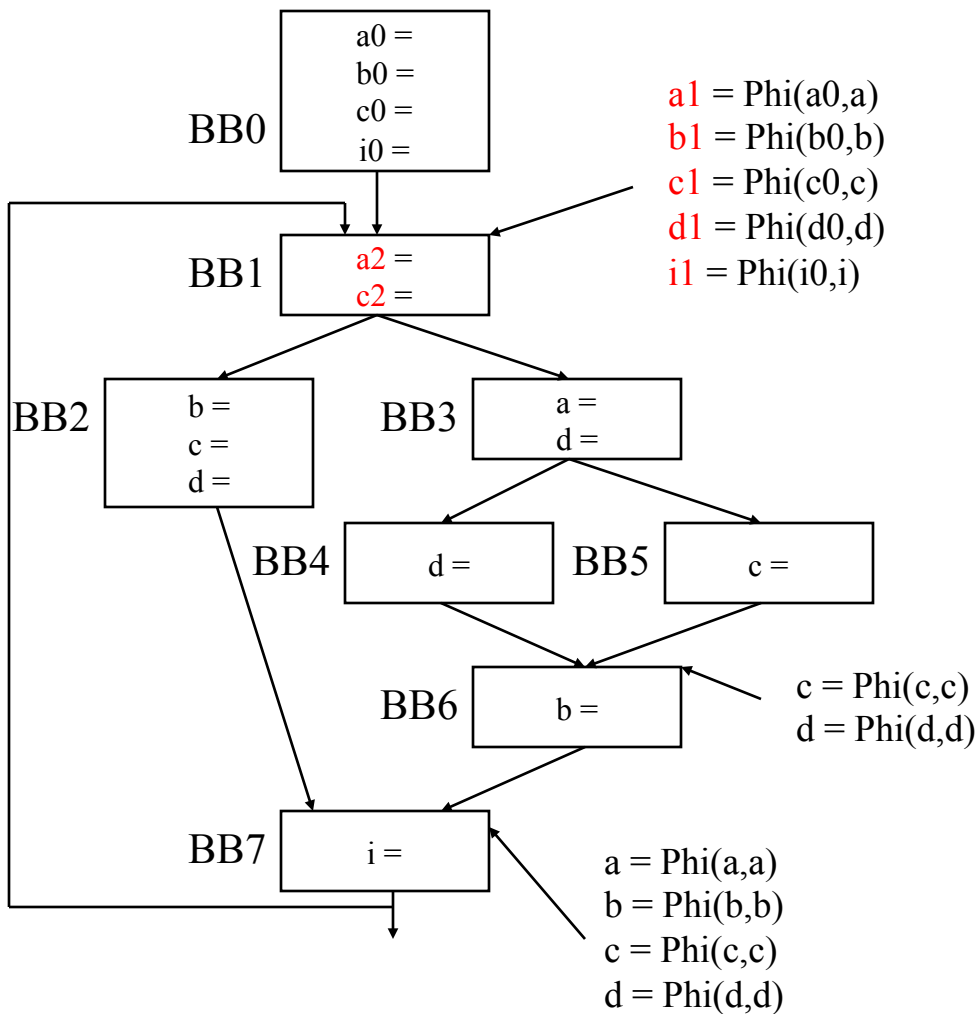 a0 =
b0 =
c0 =
i0 =
BB0
a1 = Phi(a0,a)
b1 = Phi(b0,b)
c1 = Phi(c0,c)
d1 = Phi(d0,d)
i1 = Phi(i0,i)
BB1
a2 =
c2 =
BB2
b =
c =
d =
BB3
a =
d =
BB4
d =
BB5
c =
BB6
b =
c = Phi(c,c)
d = Phi(d,d)
BB7
i =
a = Phi(a,a)
b = Phi(b,b)
c = Phi(c,c)
d = Phi(d,d)